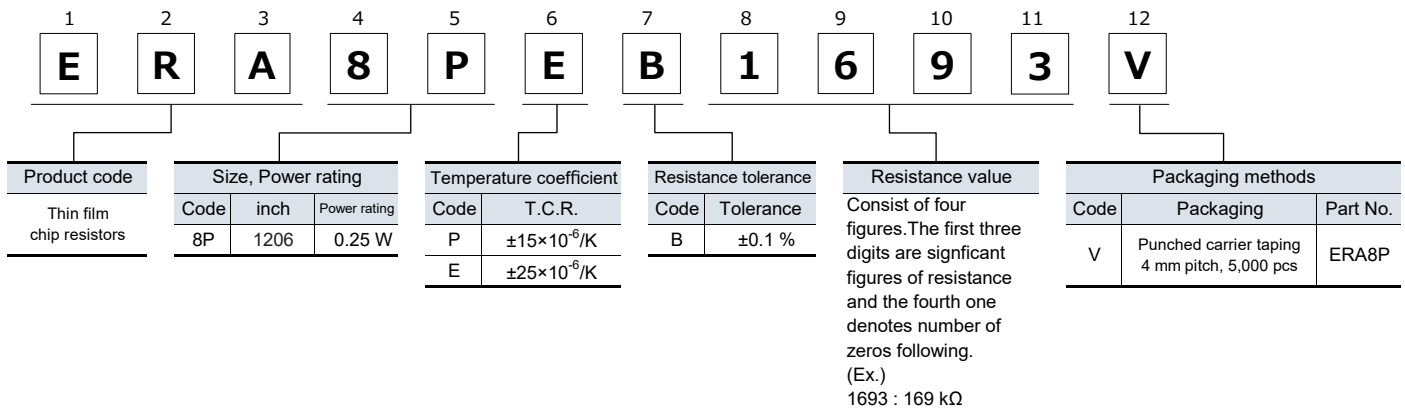 1 2 3 4 5 6 7 8 9 10 11 12
E R A 8 P E B 1 6 9 3 V
Product code
Thin film
chip resistors
Size, Power rating
Code inch Power rating
8P 1206 0.25 W
Temperature coefficient
Code T.C.R.
P ±15×10⁻⁶/K
E ±25×10⁻⁶/K
Resistance tolerance
Code Tolerance
B ±0.1 %
Resistance value
Consist of four
figures.The first three
digits are signficant
figures of resistance
and the fourth one
denotes number of
zeros following.
(Ex.)
1693 : 169 kΩ
Packaging methods
Code Packaging Part No.
V Punched carrier taping
4 mm pitch, 5,000 pcs ERA8P